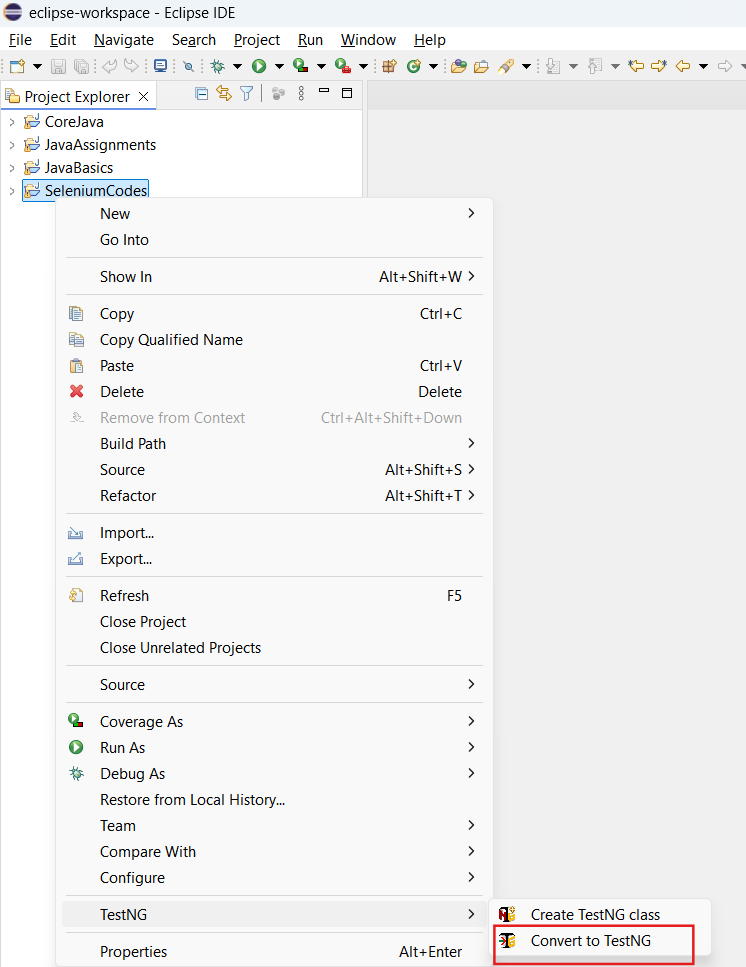 eclipse-workspace - Eclipse IDE
File Edit Navigate Search Project Run Window Help
Project Explorer
CoreJava
JavaAssignments
JavaBasics
SeleniumCodes
New
Go Into
Show In Alt+Shift+W
Copy Ctrl+C
Copy Qualified Name
Paste Ctrl+V
Delete Delete
Remove from Context Ctrl+Alt+Shift+Down
Build Path
Source Alt+Shift+S
Refactor Alt+Shift+T
Import...
Export...
Refresh F5
Close Project
Close Unrelated Projects
Source
Coverage As
Run As
Debug As
Restore from Local History...
Team
Compare With
Configure
TestNG Create TestNG class
Convert to TestNG
Properties Alt+Enter